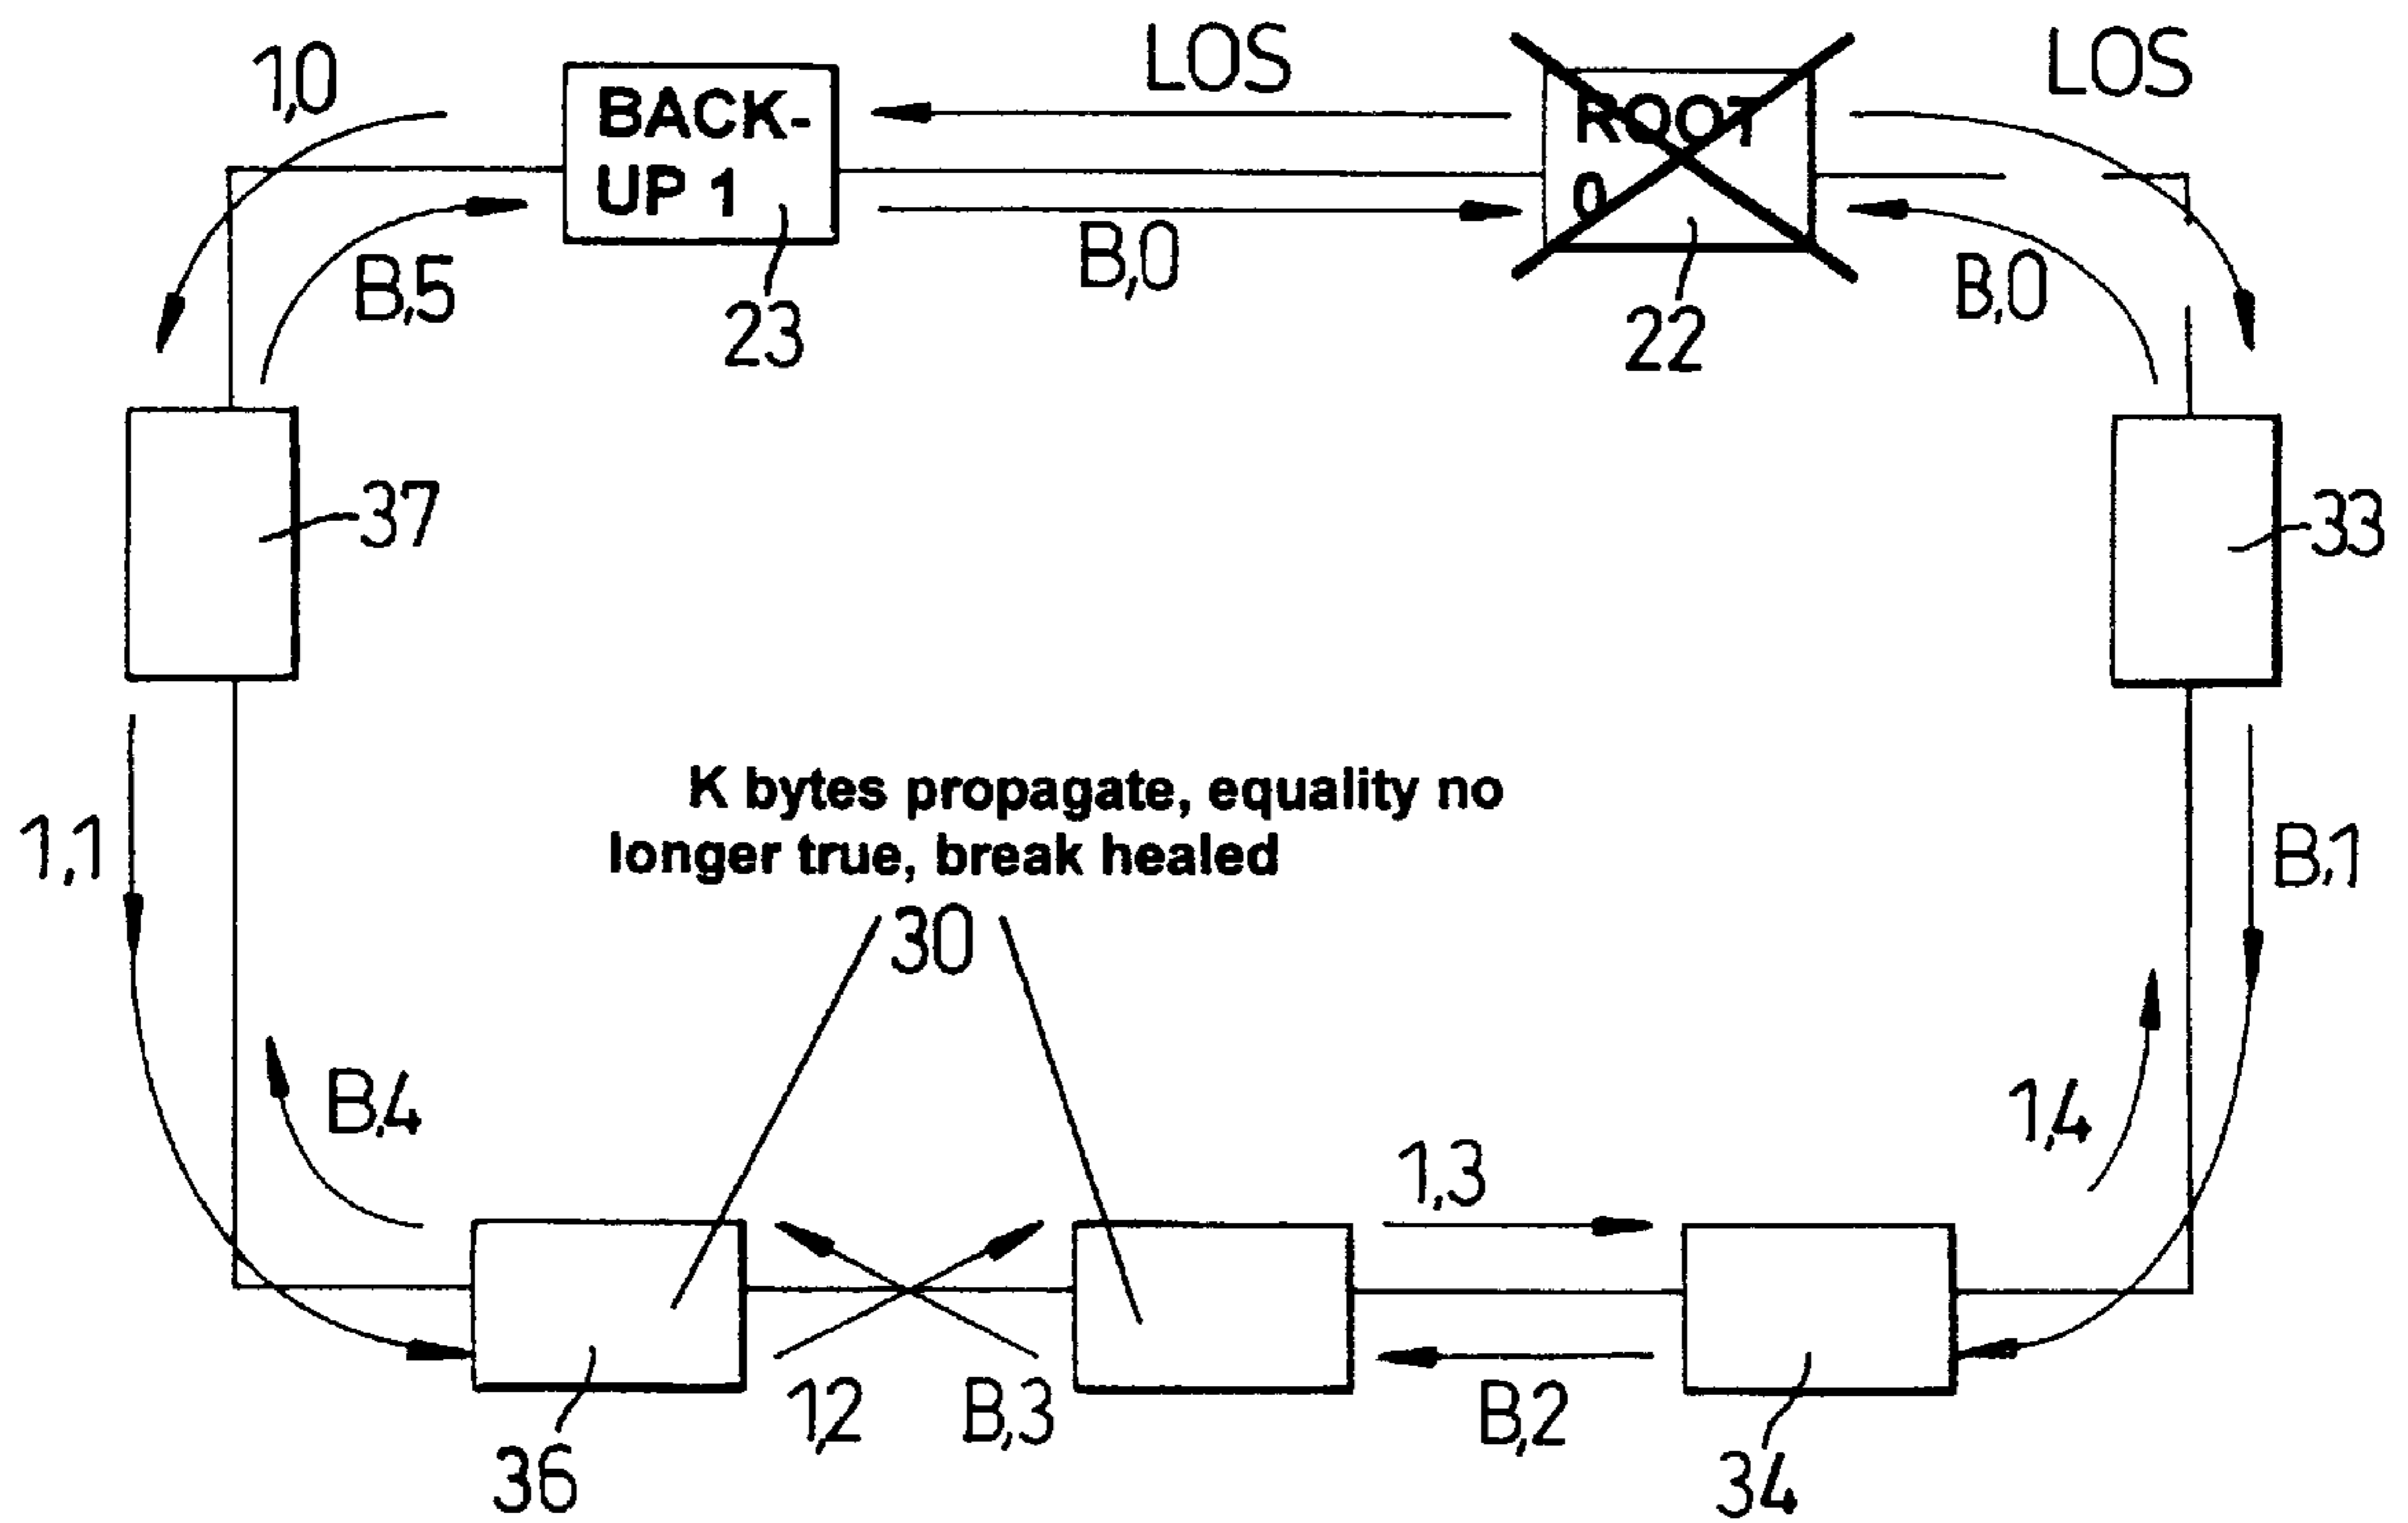 1,0
LOS
LOS
BACK-
UP 1
ROOT
0
B,5
B,0
B,0
23
22
37
33
K bytes propagate, equality no
longer true, break healed
30
1,1
B,1
B,4
1,4
1,3
1,2
B,3
B,2
36
34